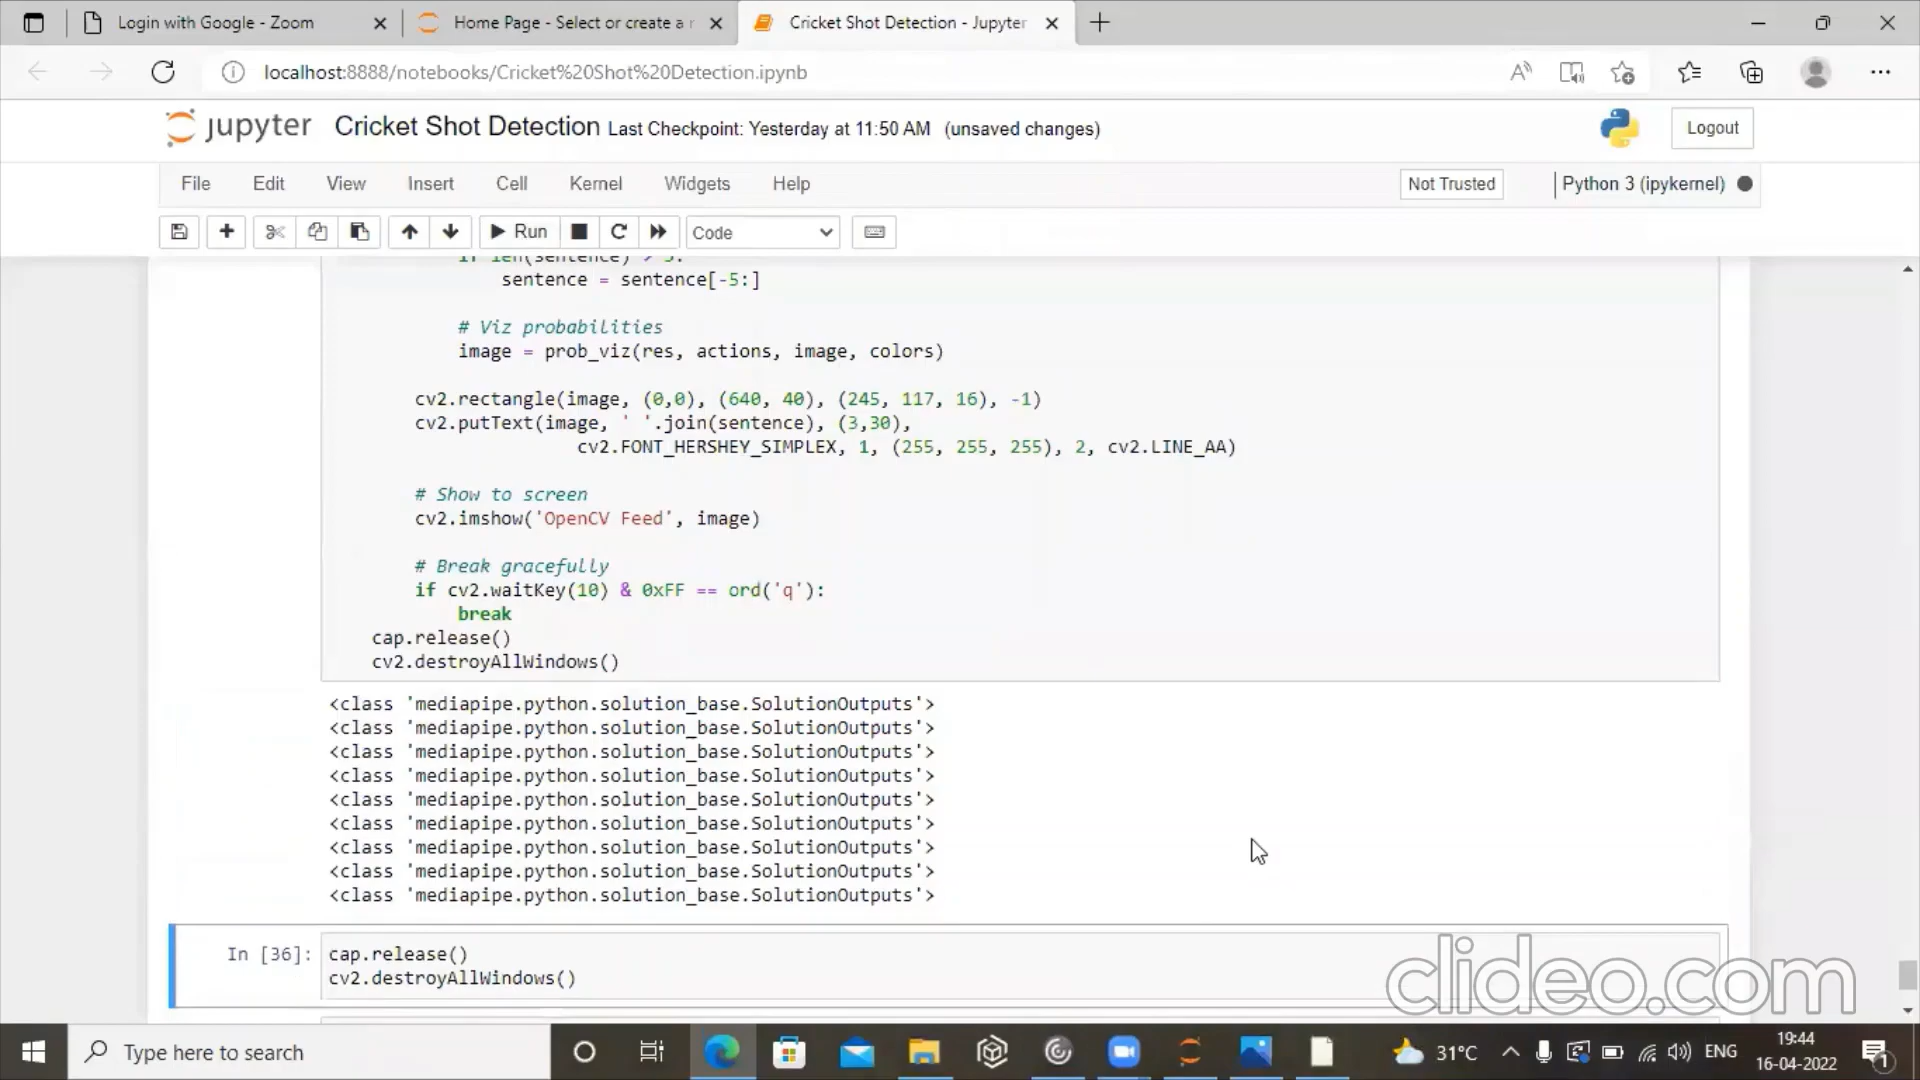 Login with Google - Zoom
Home Page - Select or create a n
Cricket Shot Detection - Jupyter
localhost:8888/notebooks/Cricket%20Shot%20Detection.ipynb
jupyter Cricket Shot Detection Last Checkpoint: Yesterday at 11:50 AM (unsaved changes)
Logout
File Edit View Insert Cell Kernel Widgets Help
Not Trusted
Python 3 (ipykernel)
Run
Code
if len(sentence) > 5:
sentence = sentence[-5:]
# Viz probabilities
image = prob_viz(res, actions, image, colors)
cv2.rectangle(image, (0,0), (640, 40), (245, 117, 16), -1)
cv2.putText(image, ' '.join(sentence), (3,30),
cv2.FONT_HERSHEY_SIMPLEX, 1, (255, 255, 255), 2, cv2.LINE_AA)
# Show to screen
cv2.imshow('OpenCV Feed', image)
# Break gracefully
if cv2.waitKey(10) & 0xFF == ord('q'):
break
cap.release()
cv2.destroyAllWindows()
<class 'mediapipe.python.solution_base.SolutionOutputs'>
<class 'mediapipe.python.solution_base.SolutionOutputs'>
<class 'mediapipe.python.solution_base.SolutionOutputs'>
<class 'mediapipe.python.solution_base.SolutionOutputs'>
<class 'mediapipe.python.solution_base.SolutionOutputs'>
<class 'mediapipe.python.solution_base.SolutionOutputs'>
<class 'mediapipe.python.solution_base.SolutionOutputs'>
<class 'mediapipe.python.solution_base.SolutionOutputs'>
<class 'mediapipe.python.solution_base.SolutionOutputs'>
In [36]: cap.release()
cv2.destroyAllWindows()
clideo.com
Type here to search
31°C
ENG
19:44
16-04-2022
1